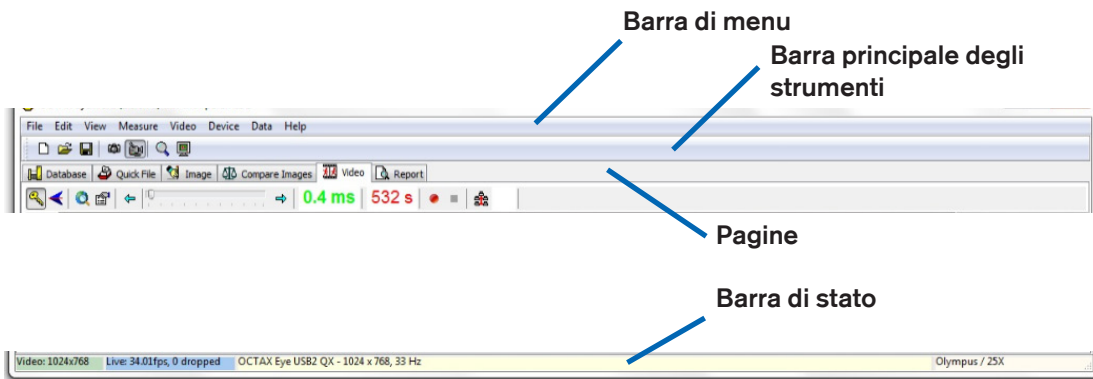 Barra di menu
Barra principale degli
strumenti
File Edit View Measure Video Device Data Help
Database Quick File Image Compare Images Video Report
0.4 ms 532 s
Pagine
Barra di stato
Video: 1024x768 Live: 34.01fps, 0 dropped OCTAX Eye USB2 QX - 1024 x 768, 33 Hz Olympus / 25X